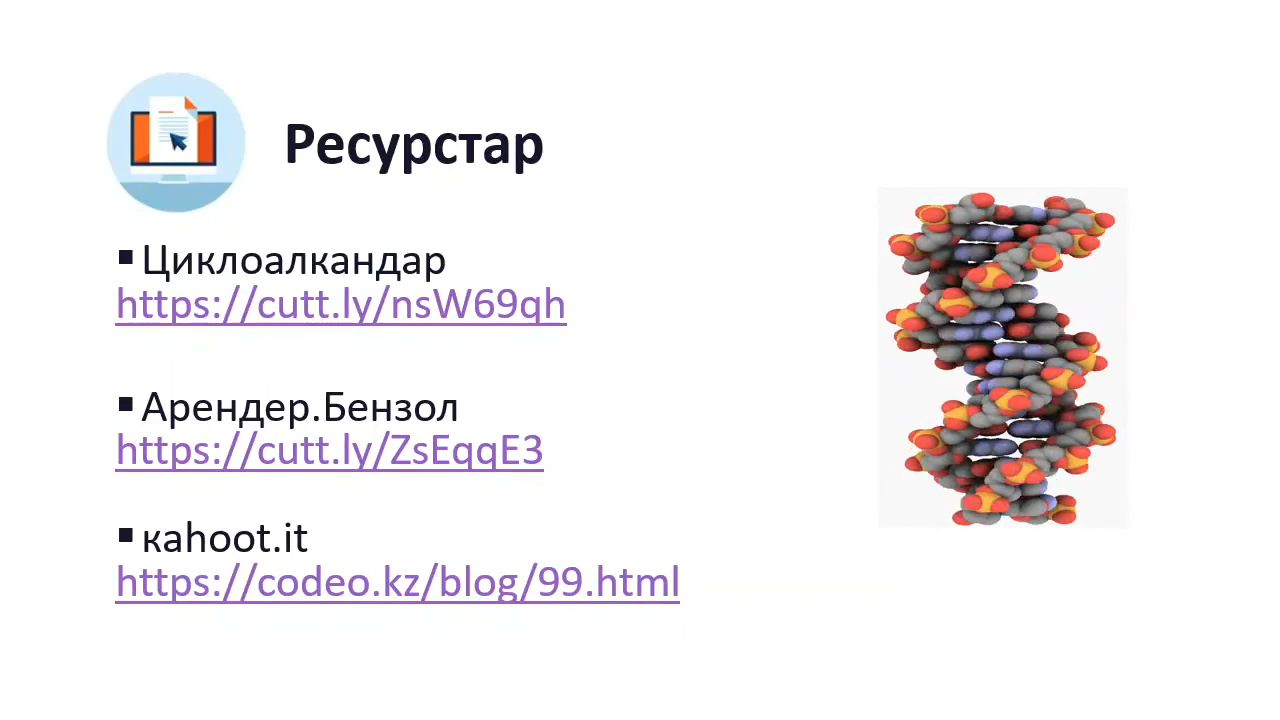 Ресурстар
▪Циклоалкандар
https://cutt.ly/nsW69qh
▪Арендер.Бензол
https://cutt.ly/ZsEqqE3
▪кahoot.it
https://codeo.kz/blog/99.html